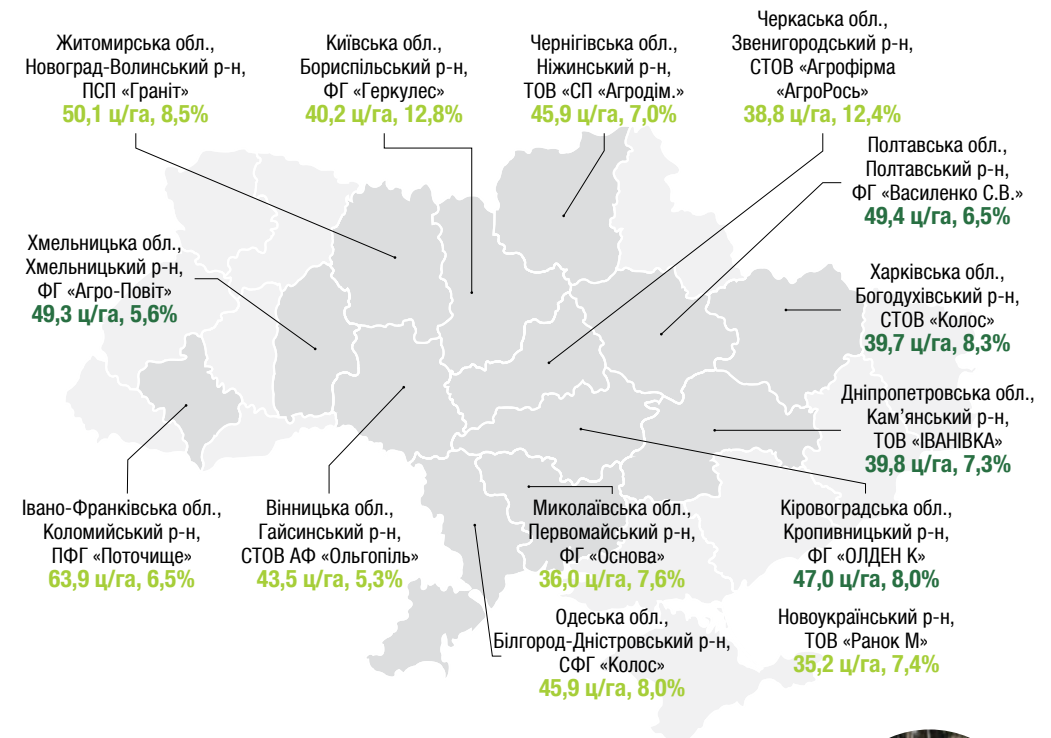 Житомирська обл.,
Новоград-Волинський р-н,
ПСП «Граніт»
50,1 ц/га, 8,5%
Київська обл.,
Бориспільський р-н,
ФГ «Геркулес»
40,2 ц/га, 12,8%
Чернігівська обл.,
Ніжинський р-н,
ТОВ «СП «Агродім.»
45,9 ц/га, 7,0%
Черкаська обл.,
Звенигородський р-н,
СТОВ «Агрофірма
«АгроРось»
38,8 ц/га, 12,4%
Полтавська обл.,
Полтавський р-н,
ФГ «Василенко С.В.»
49,4 ц/га, 6,5%
Хмельницька обл.,
Хмельницький р-н,
ФГ «Агро-Повіт»
49,3 ц/га, 5,6%
Харківська обл.,
Богодухівський р-н,
СТОВ «Колос»
39,7 ц/га, 8,3%
Дніпропетровська обл.,
Кам’янський р-н,
ТОВ «ІВАНІВКА»
39,8 ц/га, 7,3%
Івано-Франківська обл.,
Коломийський р-н,
ПФГ «Поточище»
63,9 ц/га, 6,5%
Вінницька обл.,
Гайсинський р-н,
СТОВ АФ «Ольгопіль»
43,5 ц/га, 5,3%
Миколаївська обл.,
Первомайський р-н,
ФГ «Основа»
36,0 ц/га, 7,6%
Кіровоградська обл.,
Кропивницький р-н,
ФГ «ОЛДЕН К»
47,0 ц/га, 8,0%
Одеська обл.,
Білгород-Дністровський р-н,
СФГ «Колос»
45,9 ц/га, 8,0%
Новоукраїнський р-н,
ТОВ «Ранок М»
35,2 ц/га, 7,4%